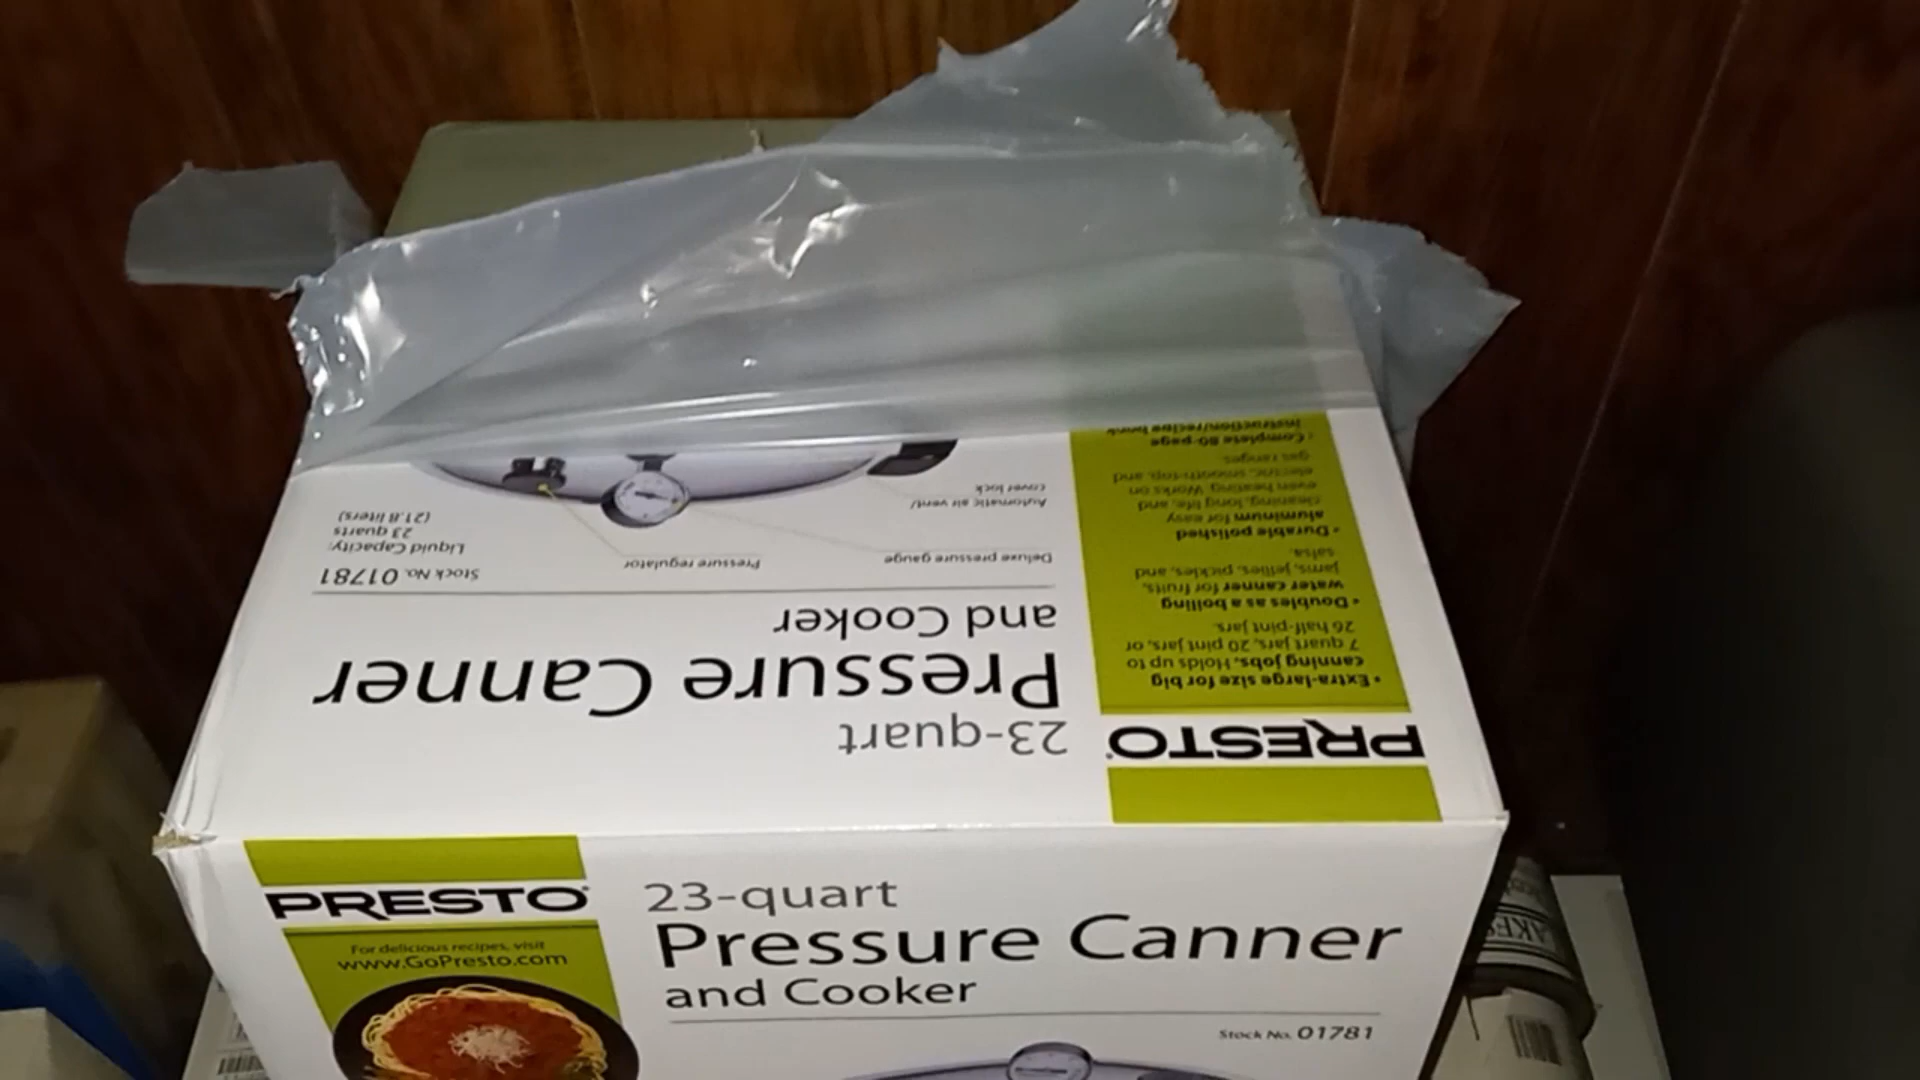 • Extra-large size for big
canning jobs. Holds up to
7 quart jars, 20 pint jars, or
26 half-pint jars.
• Doubles as a boiling
water canner for fruits,
jams, jellies, pickles, and
salsa.
• Durable polished
aluminum for easy
cleaning, long life, and
even heating. Works on
electric, smooth-top, and
gas ranges.
• Complete 80-page
instruction/recipe book
PRESTO
23-quart
Pressure Canner
and Cooker
Stock No. 01781
Liquid Capacity:
23 quarts
(21.8 liters)
Deluxe pressure gauge
Pressure regulator
Automatic air vent/
cover lock
PRESTO
For delicious recipes, visit
www.GoPresto.com
23-quart
Pressure Canner
and Cooker
Stock No. 01781